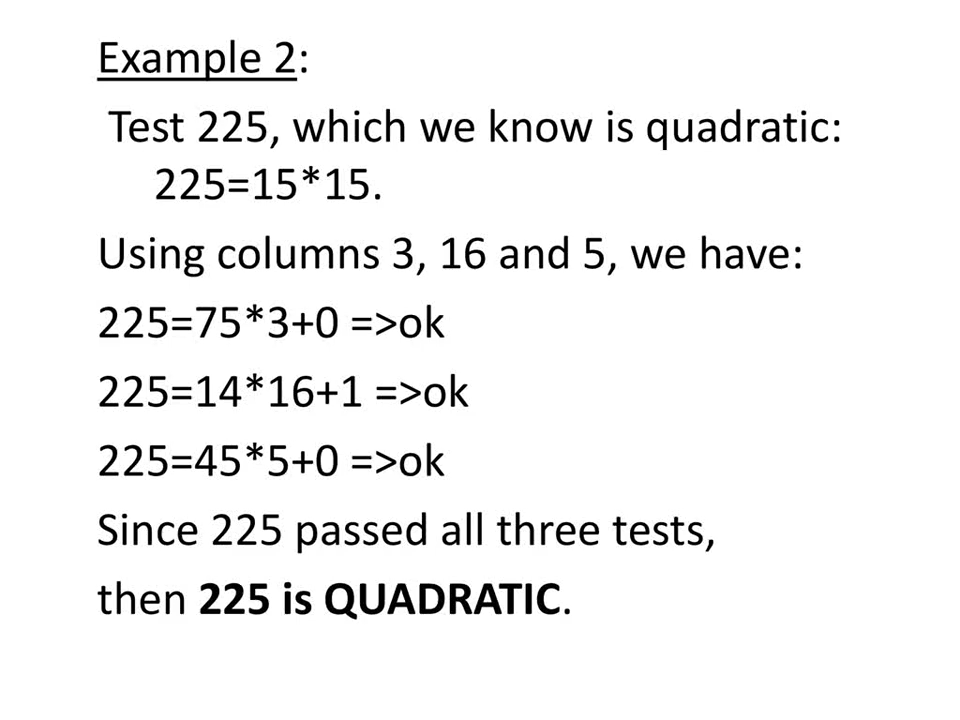 Example 2:
Test 225, which we know is quadratic:
225=15*15.
Using columns 3, 16 and 5, we have:
225=75*3+0 =>ok
225=14*16+1 =>ok
225=45*5+0 =>ok
Since 225 passed all three tests,
then 225 is QUADRATIC.